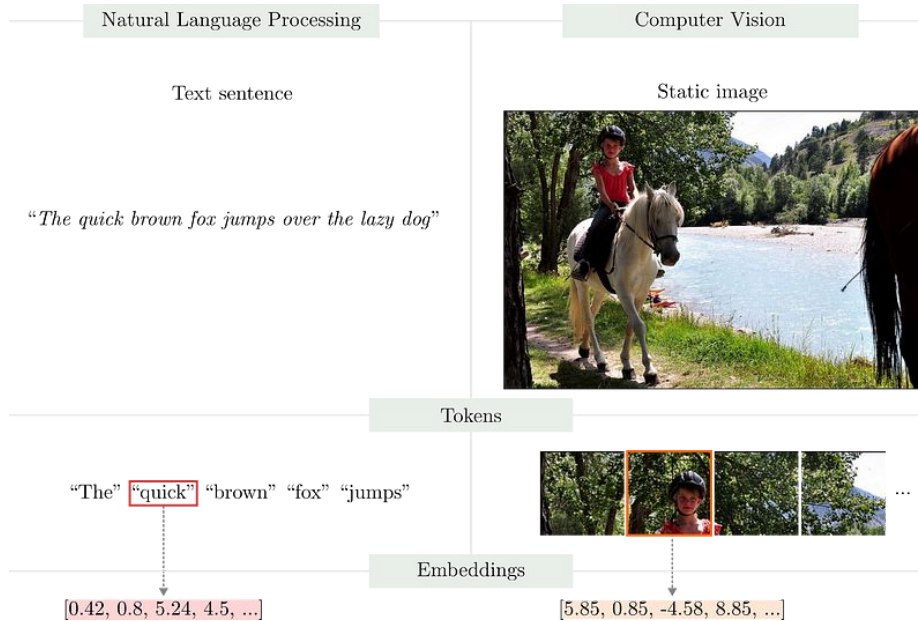 Natural Language Processing
Computer Vision
Text sentence
Static image
“The quick brown fox jumps over the lazy dog”
Tokens
“The” “quick” “brown” “fox” “jumps”
...
Embeddings
[0.42, 0.8, 5.24, 4.5, ...]
[5.85, 0.85, -4.58, 8.85, ...]